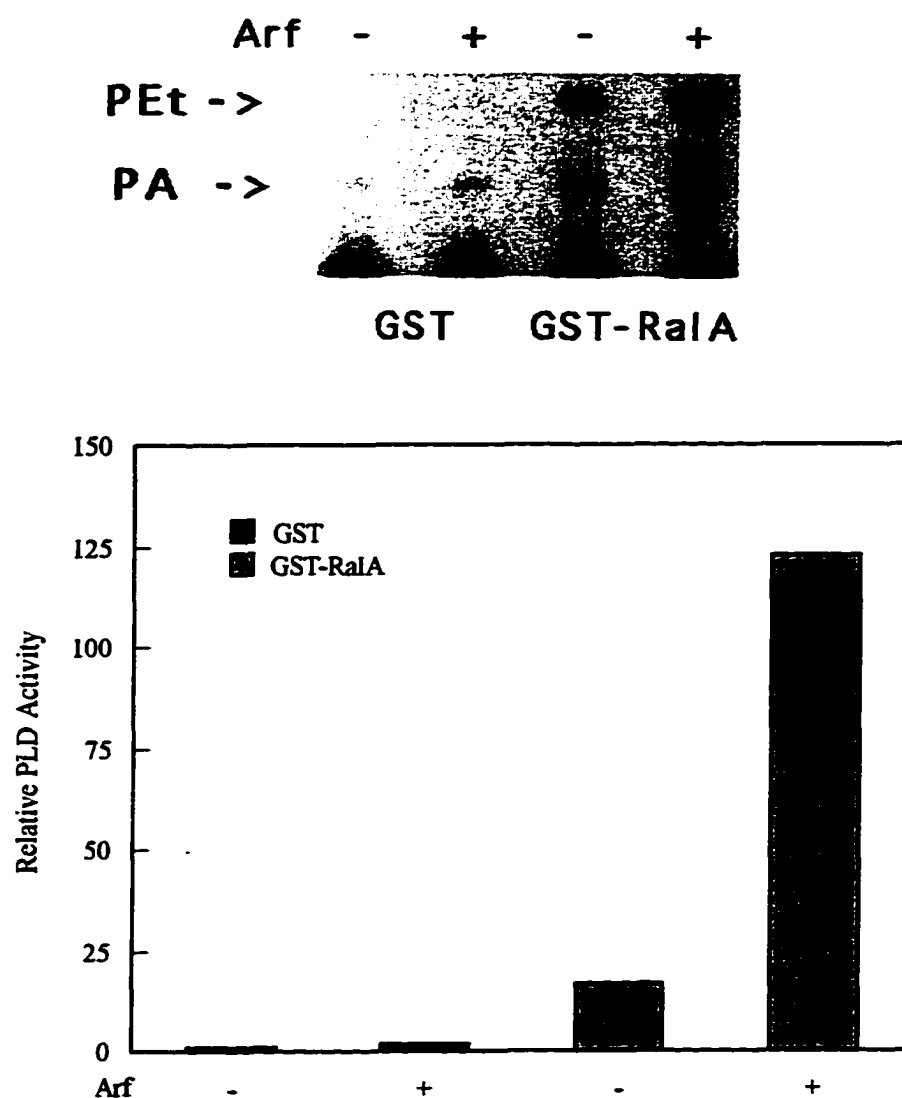 Arf - + - +
PEt ->
PA ->
GST GST-RalA
150
GST
125
GST-RalA
100
75
50
25
0
Relative PLD Activity
Arf - + - +